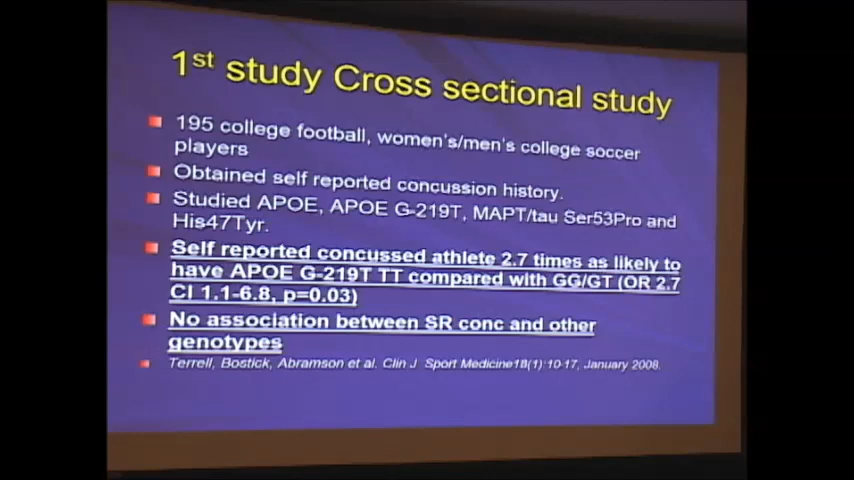 1st study Cross sectional study
195 college football, women's/men's college soccer
players
Obtained self reported concussion history.
Studied APOE, APOE G-219T, MAPT/tau Ser53Pro and
His47Tyr.
Self reported concussed athlete 2.7 times as likely to
have APOE G-219T TT compared with GG/GT (OR 2.7
CI 1.1-6.8, p=0.03)
No association between SR conc and other
genotypes
Terrell, Bostick, Abramson et al. Clin J Sport Medicine18(1):10-17, January 2008.